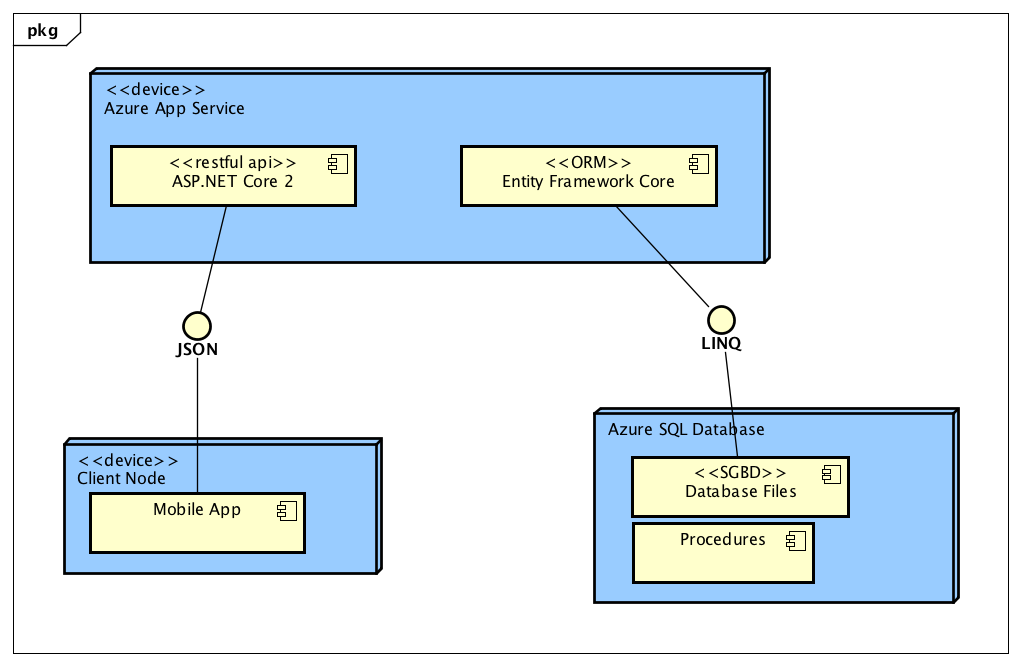 pkg
<<device>>
Azure App Service
<<restful api>>
ASP.NET Core 2
<<ORM>>
Entity Framework Core
JSON
LINQ
<<device>>
Client Node
Mobile App
Azure SQL Database
<<SGBD>>
Database Files
Procedures